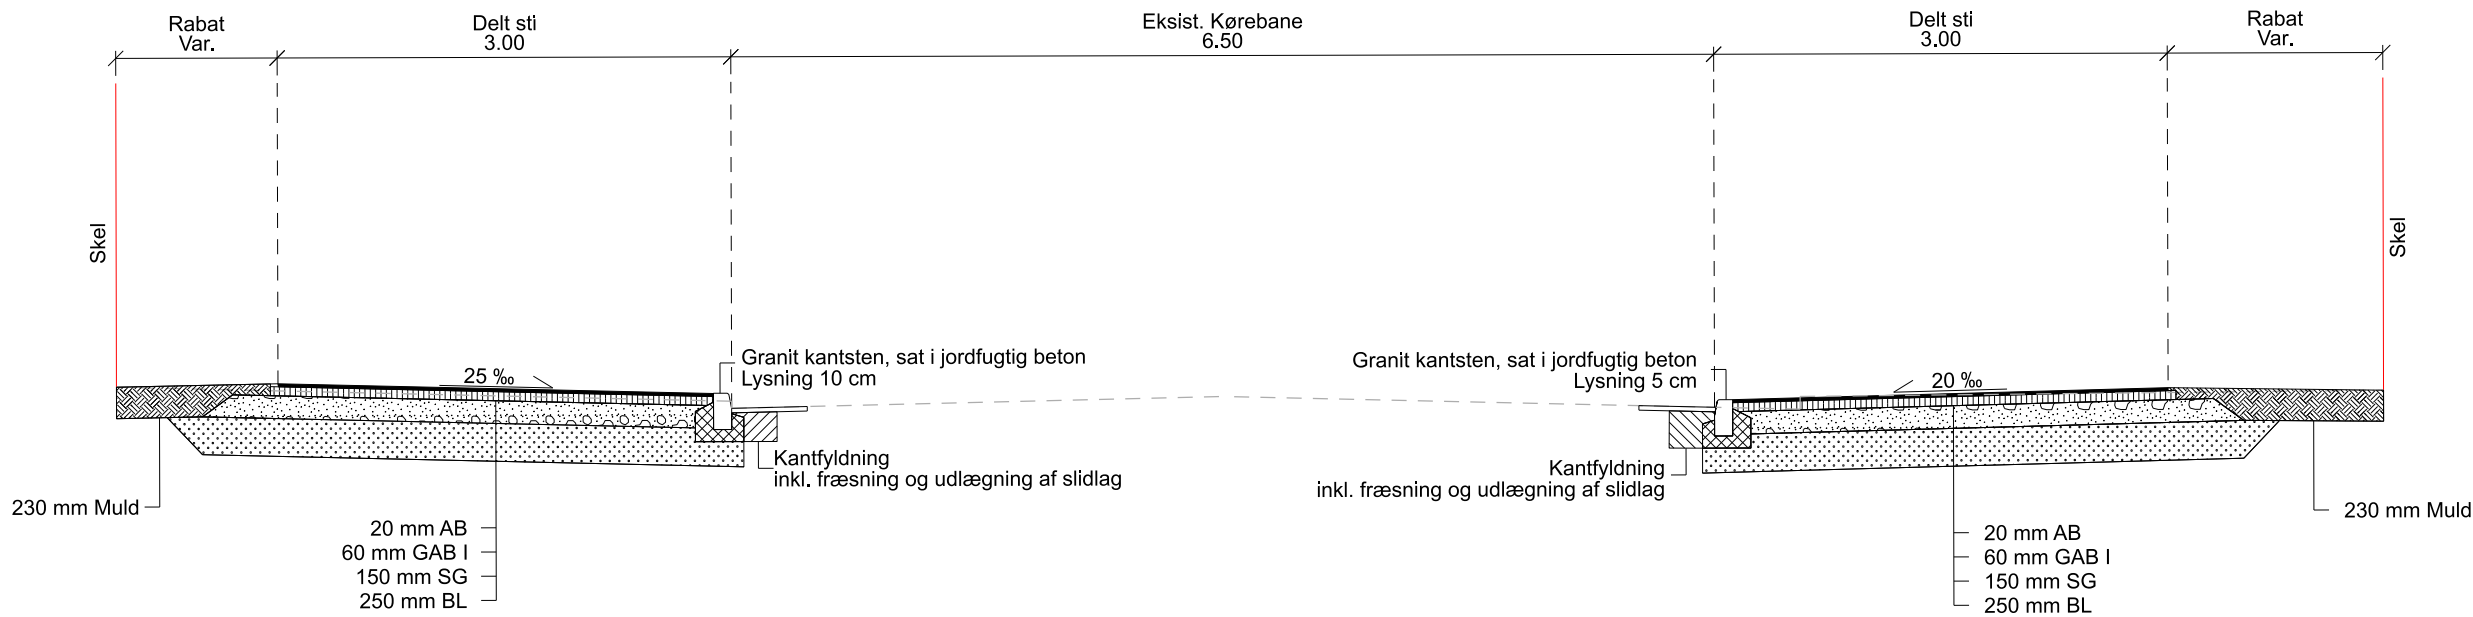 Rabat
Var.
Delt sti
3.00
Eksist. Kørebane
6.50
Delt sti
3.00
Rabat
Var.
Skel
Skel
25 ‰
Granit kantsten, sat i jordfugtig beton
Lysning 10 cm
Granit kantsten, sat i jordfugtig beton
Lysning 5 cm
20 ‰
Kantfyldning
inkl. fræsning og udlægning af slidlag
Kantfyldning
inkl. fræsning og udlægning af slidlag
230 mm Muld
20 mm AB
60 mm GAB I
150 mm SG
250 mm BL
20 mm AB
60 mm GAB I
150 mm SG
250 mm BL
230 mm Muld